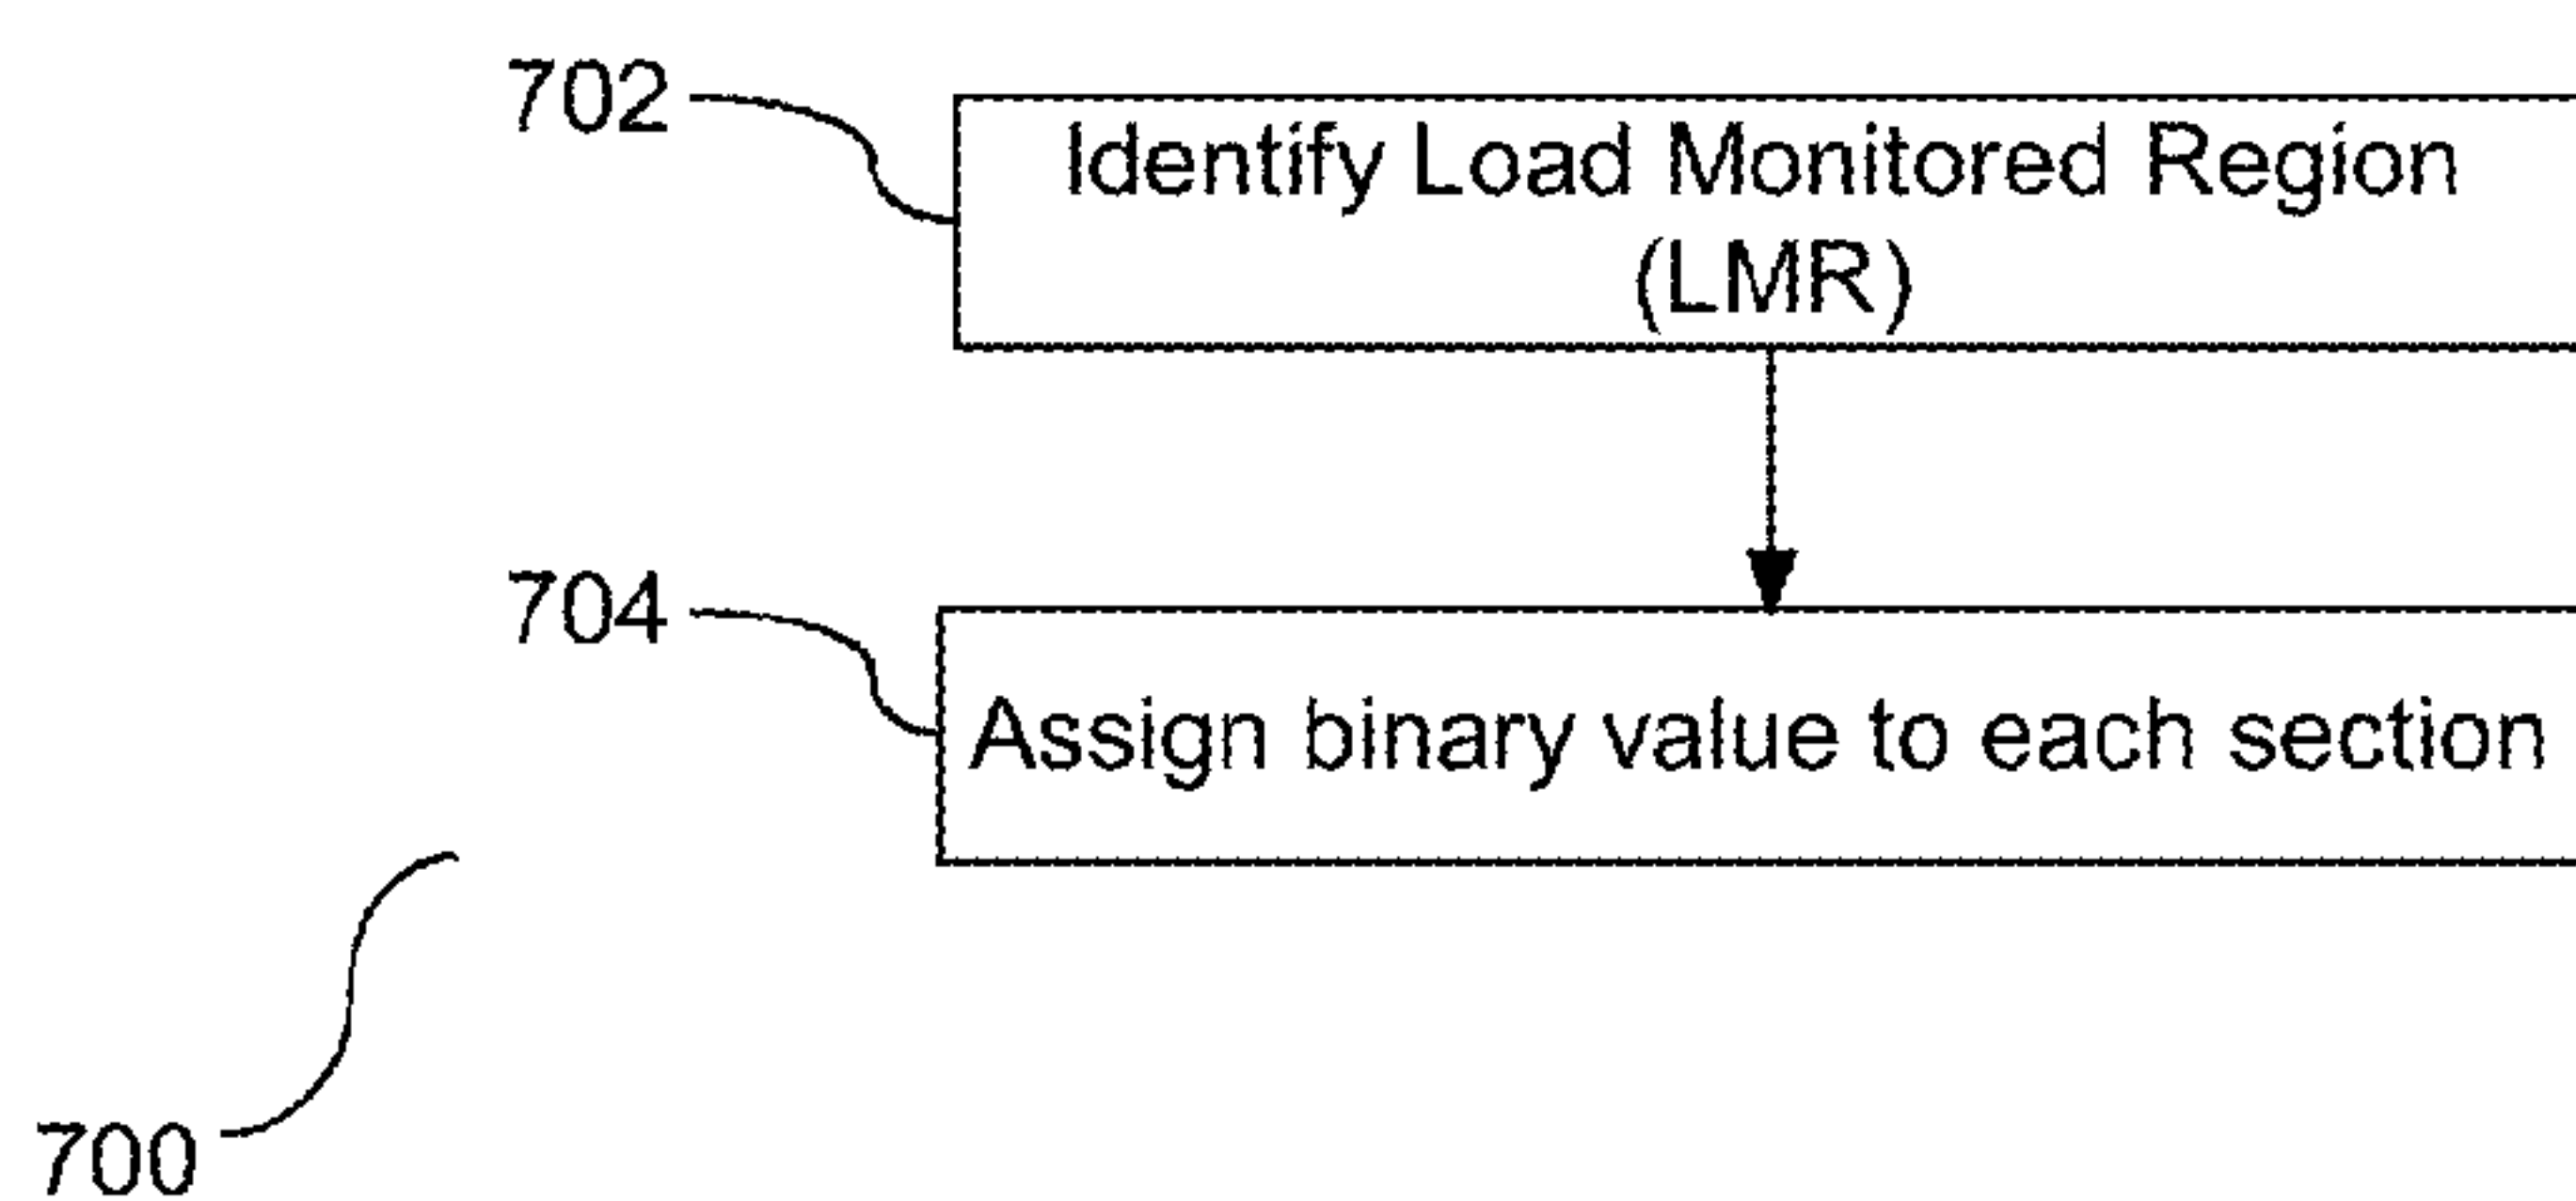 702
Identify Load Monitored Region
(LMR)
704
Assign binary value to each section
700